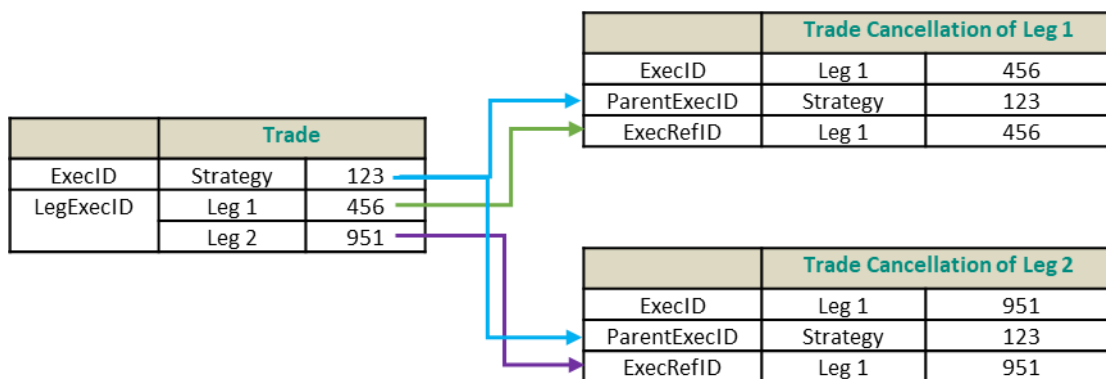 Trade Cancellation of Leg 1
ExecID Leg 1 456
ParentExecID Strategy 123
ExecRefID Leg 1 456
Trade
ExecID Strategy 123
LegExecID Leg 1 456
Leg 2 951
Trade Cancellation of Leg 2
ExecID Leg 1 951
ParentExecID Strategy 123
ExecRefID Leg 1 951